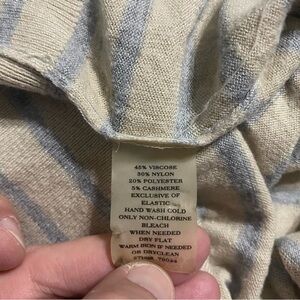 45% VISCOSE
30% NYLON
20% POLYESTER
5% CASHMERE
EXCLUSIVE OF
ELASTIC
HAND WASH COLD
ONLY NON-CHLORINE
BLEACH
WHEN NEEDED
DRY FLAT
WARM IRON IF NEEDED
OR DRYCLEAN